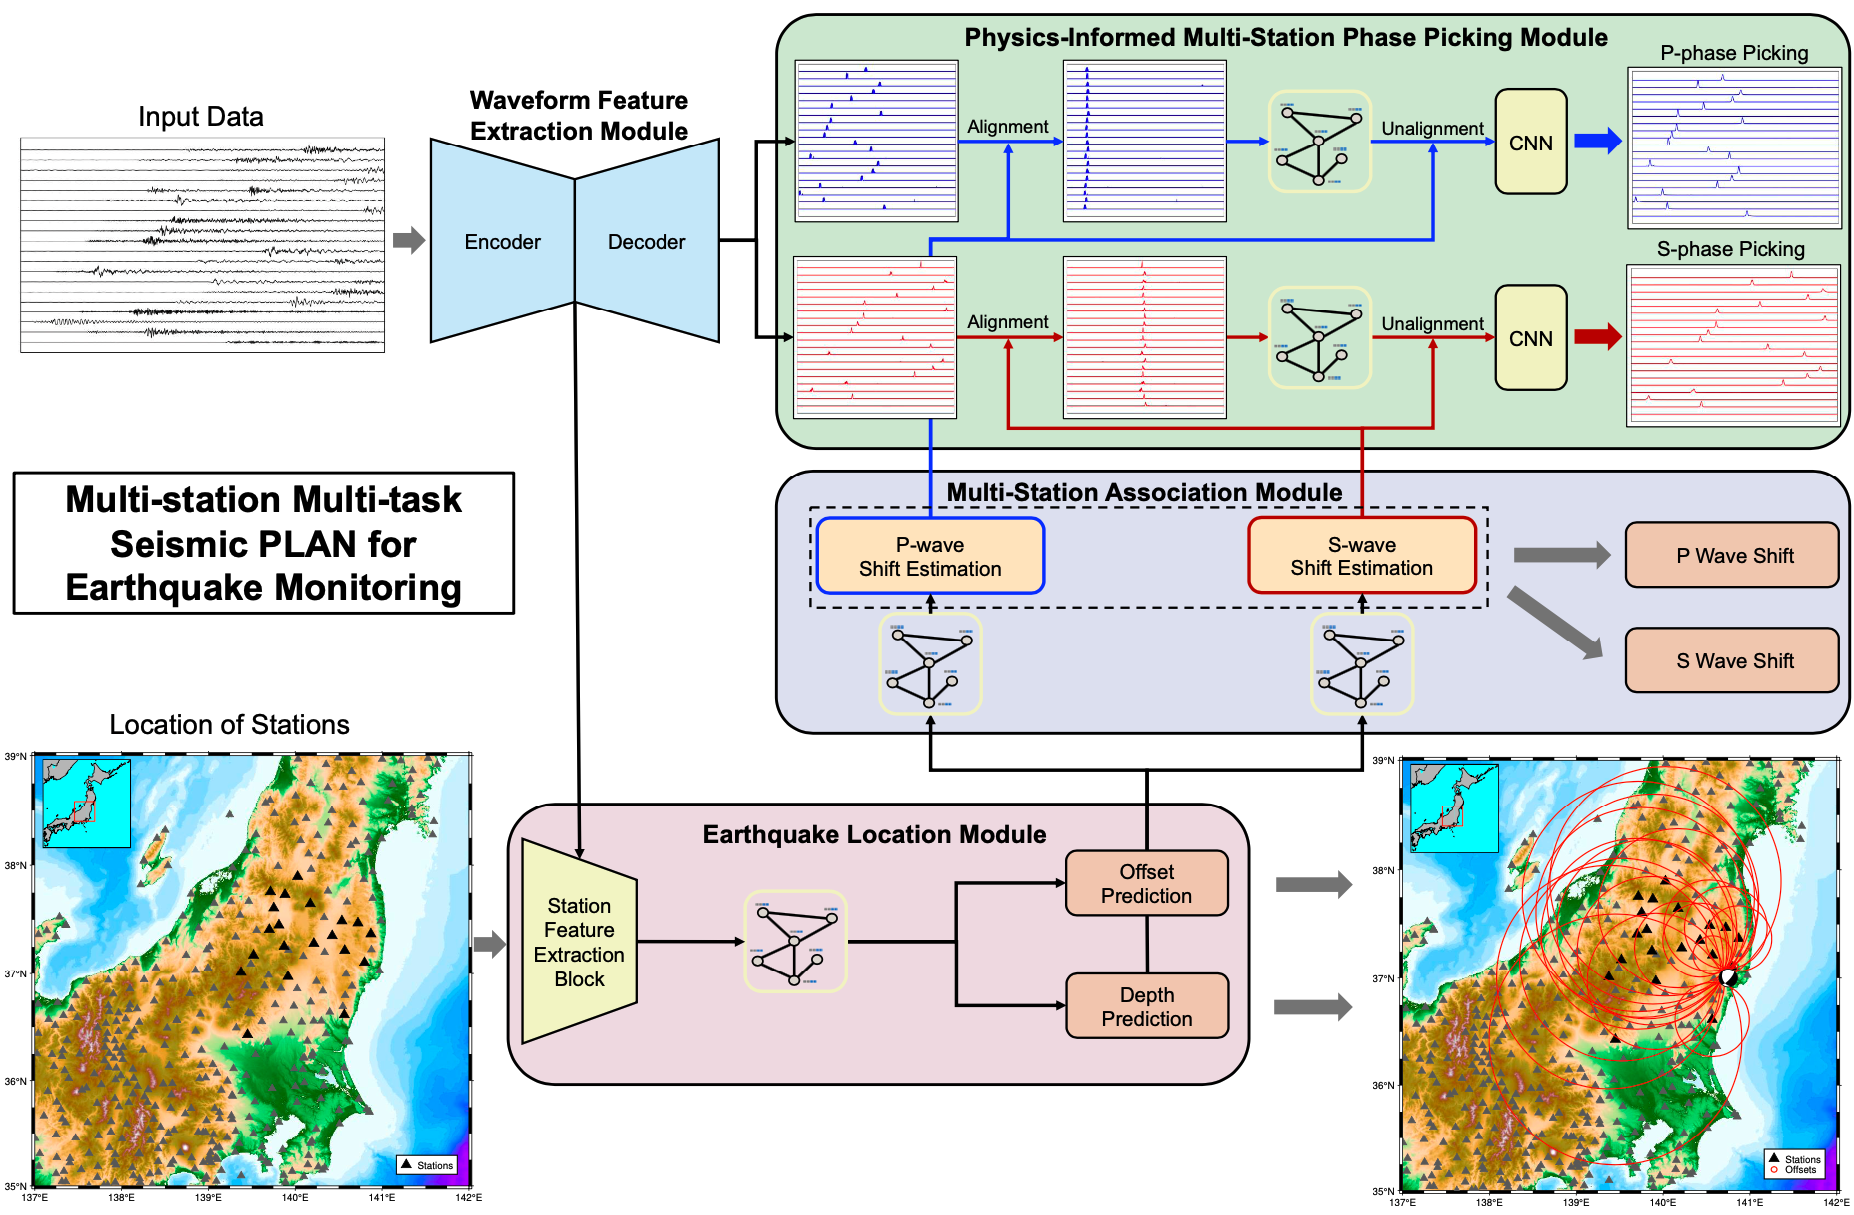 Physics-Informed Multi-Station Phase Picking Module
P-phase Picking
Waveform Feature
Extraction Module
Input Data
Alignment
Unalignment
CNN
Encoder
Decoder
S-phase Picking
Alignment
Unalignment
CNN
Multi-station Multi-task
Seismic PLAN for
Earthquake Monitoring
Multi-Station Association Module
P-wave
Shift Estimation
S-wave
Shift Estimation
P Wave Shift
S Wave Shift
Location of Stations
39°N
38°N
37°N
36°N
35°N
137°E
138°E
139°E
140°E
141°E
142°E
Stations
Earthquake Location Module
Station
Feature
Extraction
Block
Offset
Prediction
Depth
Prediction
39°N
38°N
37°N
36°N
35°N
137°E
138°E
139°E
140°E
141°E
142°E
Stations
Offsets